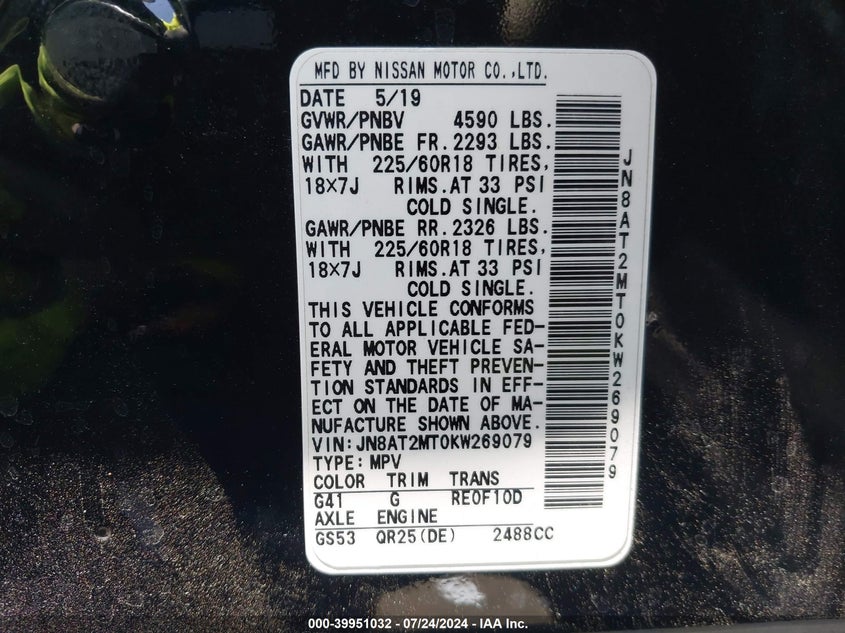 MFD BY NISSAN MOTOR CO.,LTD.
DATE 5/19
GVWR/PNBV 4590 LBS.
GAWR/PNBE FR.2293 LBS.
WITH 225/60R18 TIRES,
18×7J RIMS.AT 33 PSI
COLD SINGLE.
GAWR/PNBE RR.2326 LBS.
WITH 225/60R18 TIRES,
18×7J RIMS.AT 33 PSI
COLD SINGLE.
THIS VEHICLE CONFORMS
TO ALL APPLICABLE FED-
ERAL MOTOR VEHICLE SA-
FETY AND THEFT PREVEN-
TION STANDARDS IN EFF-
ECT ON THE DATE OF MA-
NUFACTURE SHOWN ABOVE.
VIN:JN8AT2MT0KW269079
TYPE:MPV
COLOR TRIM TRANS
G41 G RE0F10D
AXLE ENGINE
GS53 QR25(DE) 2488CC
JN8AT2MT0KW269079
000-39951032 - 07/24/2024 - IAA Inc.